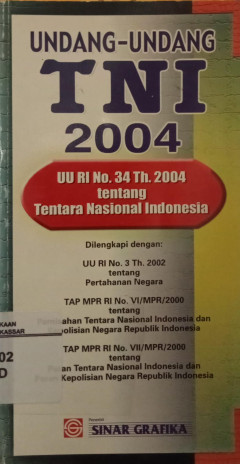 UNDANG-UNDANG
TNI
2004
UU RI No. 34 Th. 2004
tentang
Tentara Nasional Indonesia
Dilengkapi dengan:
UU RI No. 3 Th. 2002
tentang
Pertahanan Negara
TAP MPR RI No. VI/MPR/2000
tentang
Tentara Nasional Indonesia dan
Kepolisian Negara Republik Indonesia
TAP MPR RI No. VII/MPR/2000
tentang
Tentara Nasional Indonesia dan
Kepolisian Negara Republik Indonesia
KAAN
KASSAR
02
D
SINAR GRAFIKA